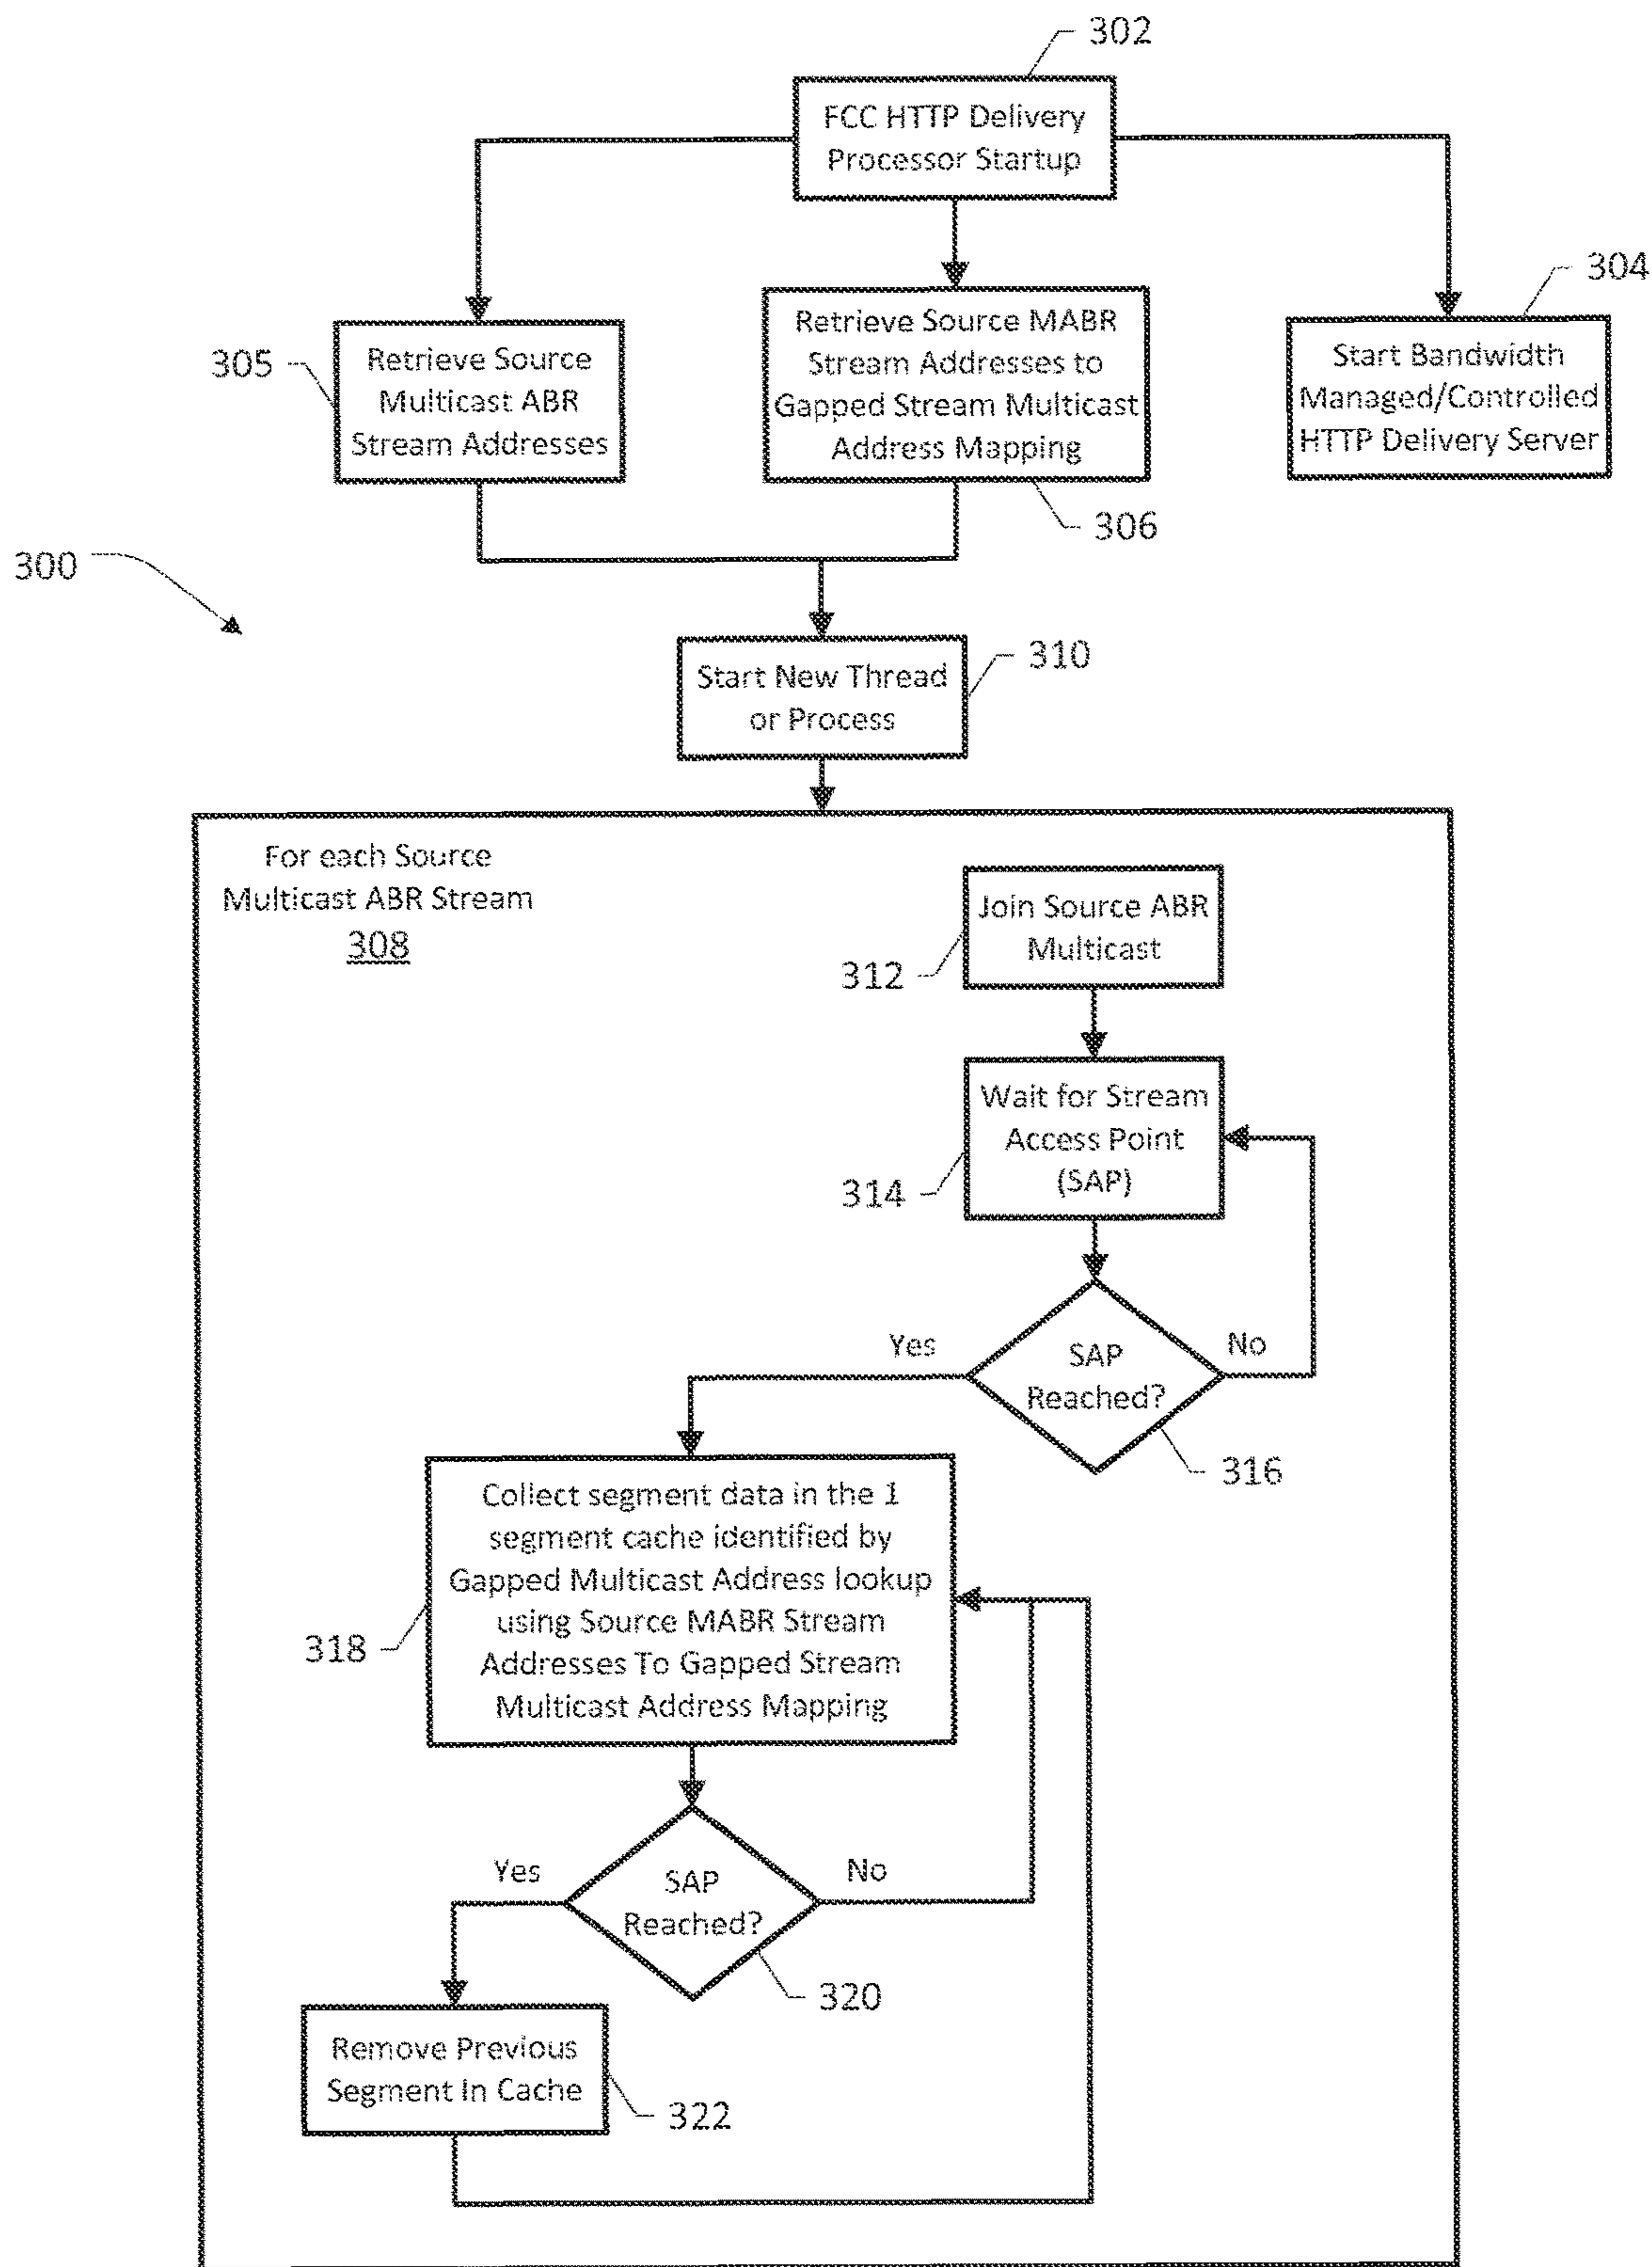 302
FCC HTTP Delivery
Processor Startup
304
305
Retrieve Source
Multicast ABR
Stream Addresses
Retrieve Source MABR
Stream Addresses to
Gapped Stream Multicast
Address Mapping
Start Bandwidth
Managed/Controlled
HTTP Delivery Server
306
300
310
Start New Thread
or Process
For each Source
Multicast ABR Stream
308
Join Source ABR
Multicast
312
Wait for Stream
Access Point
(SAP)
314
Yes
SAP
Reached?
No
316
Collect segment data in the 1
segment cache identified by
Gapped Multicast Address lookup
using Source MABR Stream
Addresses To Gapped Stream
Multicast Address Mapping
318
Yes
SAP
Reached?
No
320
Remove Previous
Segment In Cache
322